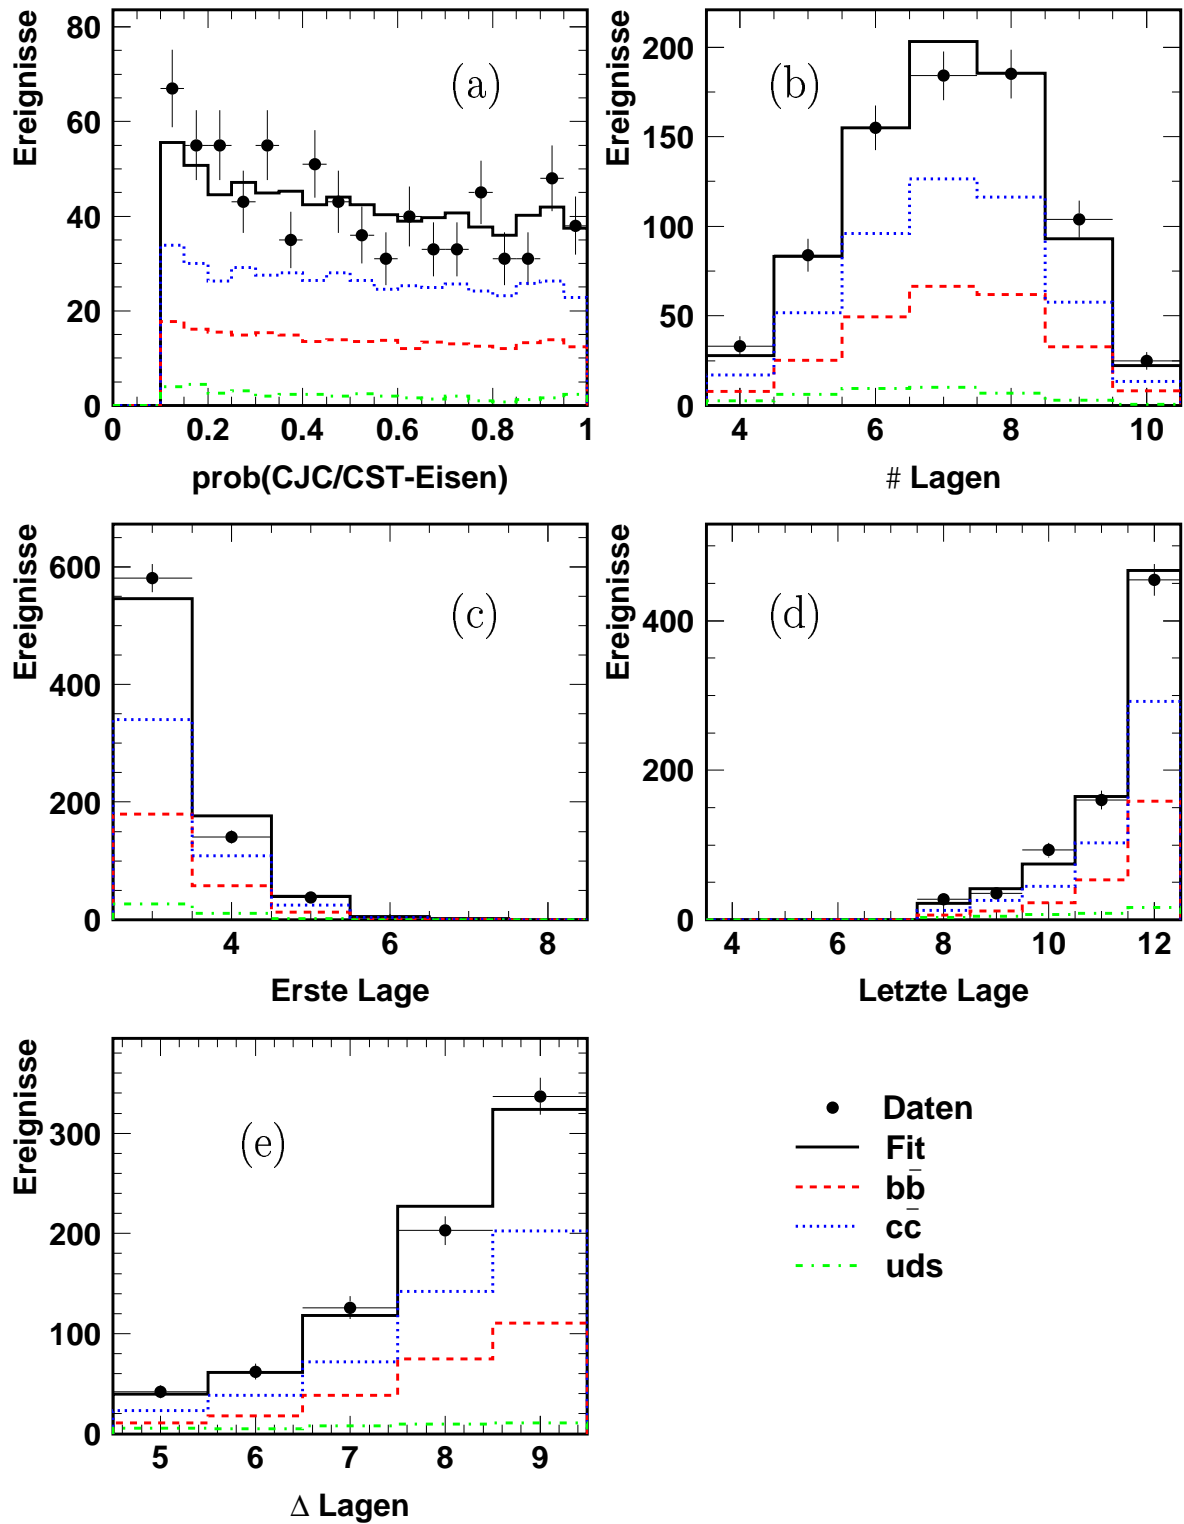 Ereignisse
80
60
40
20
0
(a)
0 0.2 0.4 0.6 0.8 1
prob(CJC/CST-Eisen)
Ereignisse
200
150
100
50
0
(b)
4 6 8 10
# Lagen
Ereignisse
600
400
200
0
(c)
4 6 8
Erste Lage
Ereignisse
400
200
0
(d)
4 6 8 10 12
Letzte Lage
Ereignisse
300
200
100
0
(e)
5 6 7 8 9
Δ Lagen
Daten
Fit
bb̅
cc̅
uds